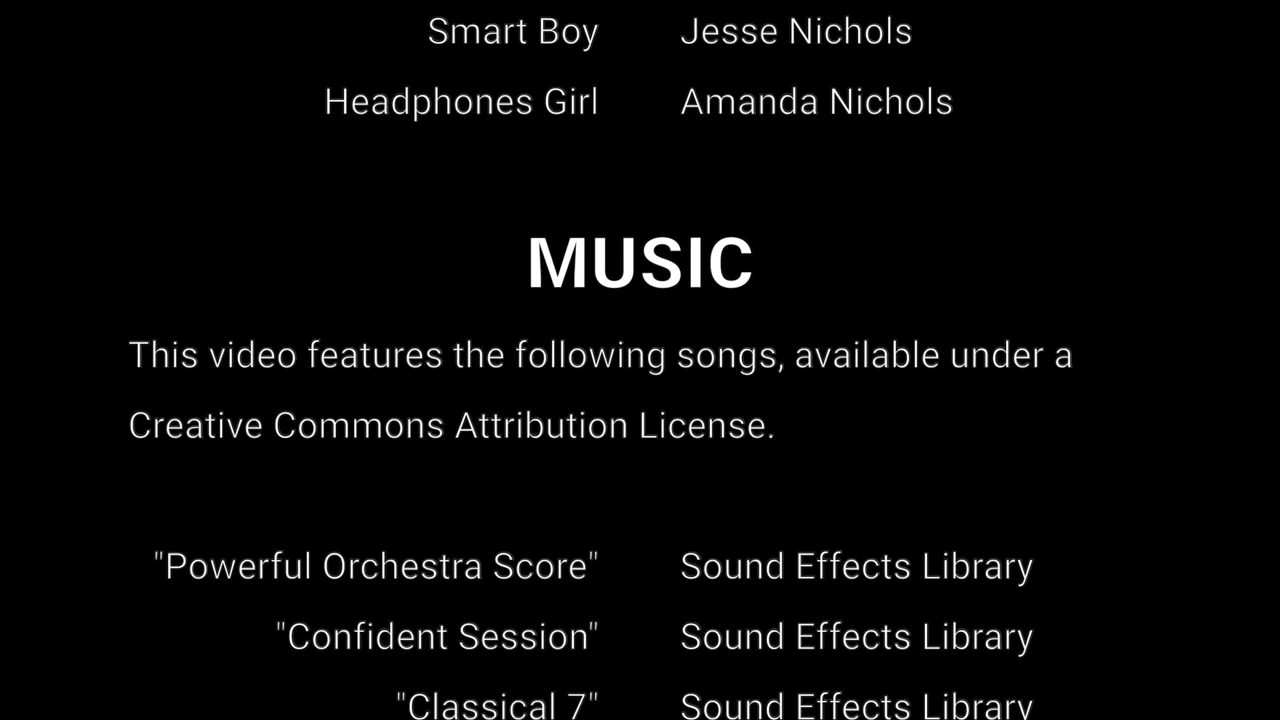 Smart Boy Jesse Nichols
Headphones Girl Amanda Nichols
MUSIC
This video features the following songs, available under a
Creative Commons Attribution License.
"Powerful Orchestra Score" Sound Effects Library
"Confident Session" Sound Effects Library
"Classical 7" Sound Effects Library